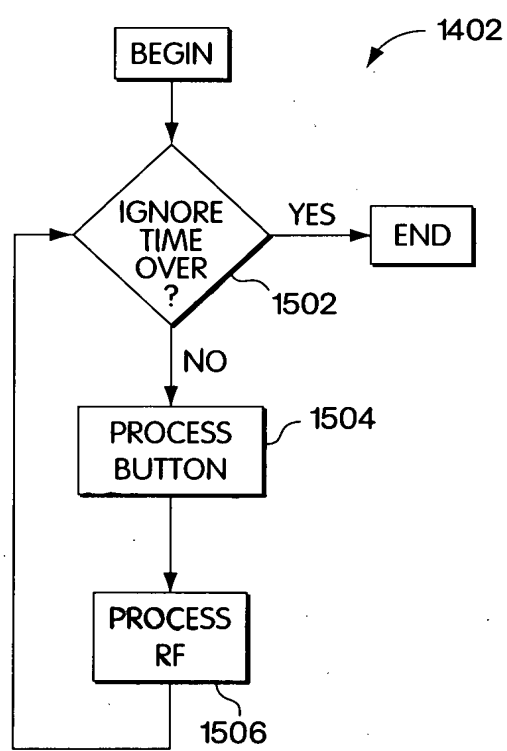 1402
BEGIN
IGNORE
TIME
OVER
?
YES
END
1502
NO
PROCESS
BUTTON
1504
PROCESS
RF
1506